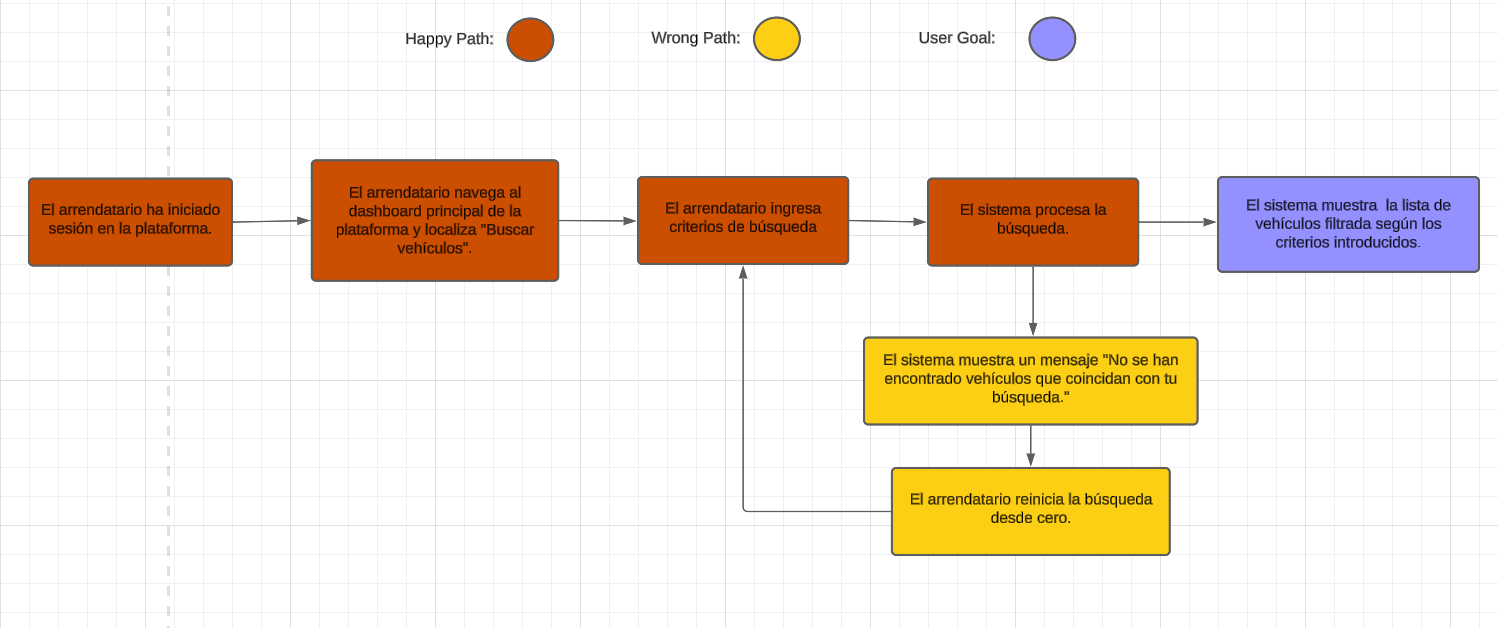 Happy Path:
Wrong Path:
User Goal:
El arrendatario ha iniciado
sesión en la plataforma.
El arrendatario navega al
dashboard principal de la
plataforma y localiza "Buscar
vehículos".
El arrendatario ingresa
criterios de búsqueda
El sistema procesa la
búsqueda.
El sistema muestra  la lista de
vehículos filtrada según los
criterios introducidos.
El sistema muestra un mensaje "No se han
encontrado vehículos que coincidan con tu
búsqueda."
El arrendatario reinicia la búsqueda
desde cero.